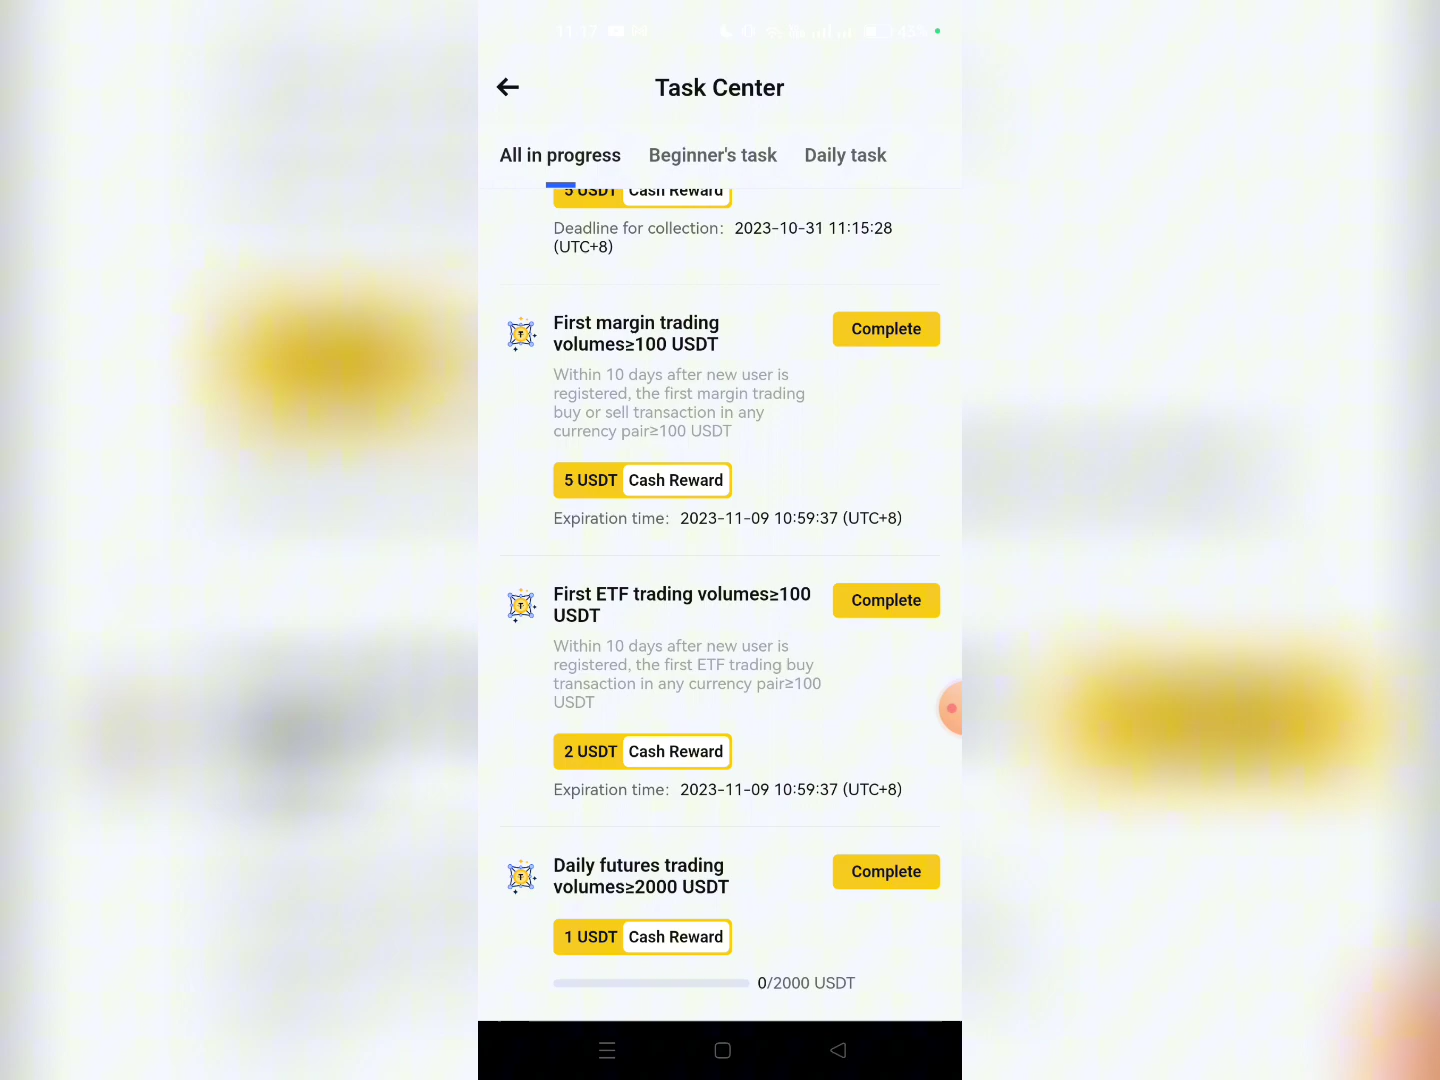 Task Center
All in progress
Beginner's task
Daily task
5 USDT Cash Reward
Deadline for collection: 2023-10-31 11:15:28
(UTC+8)
First margin trading
volumes≥100 USDT
Complete
Within 10 days after new user is
registered, the first margin trading
buy or sell transaction in any
currency pair≥100 USDT
5 USDT Cash Reward
Expiration time: 2023-11-09 10:59:37 (UTC+8)
First ETF trading volumes≥100
USDT
Complete
Within 10 days after new user is
registered, the first ETF trading buy
transaction in any currency pair≥100
USDT
2 USDT Cash Reward
Expiration time: 2023-11-09 10:59:37 (UTC+8)
Daily futures trading
volumes≥2000 USDT
Complete
1 USDT Cash Reward
0/2000 USDT